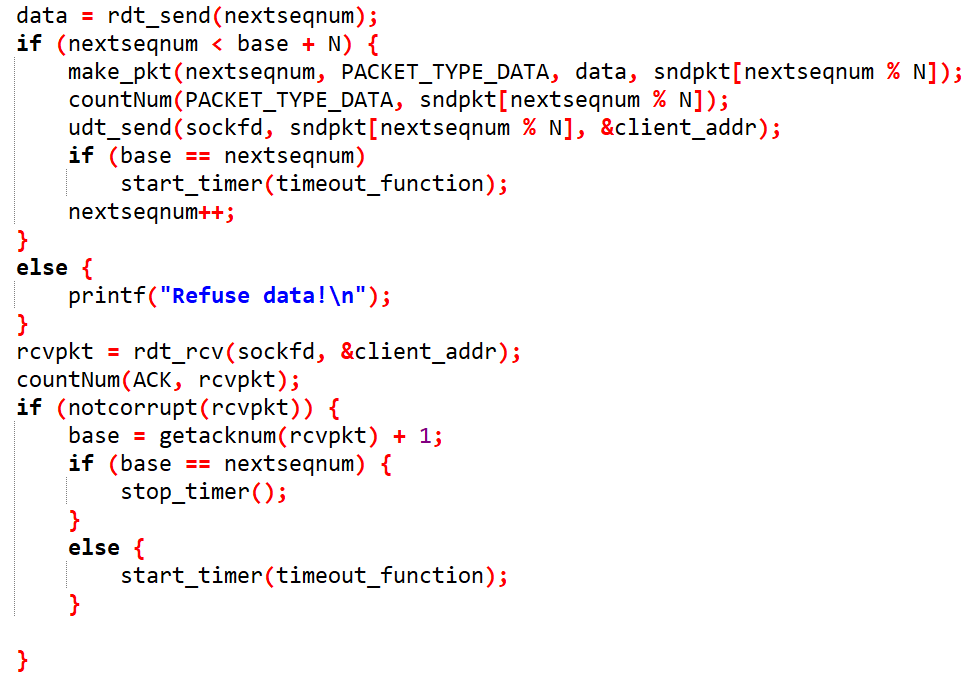 data = rdt_send(nextseqnum);
if (nextseqnum < base + N) {
    make_pkt(nextseqnum, PACKET_TYPE_DATA, data, sndpkt[nextseqnum % N]);
    countNum(PACKET_TYPE_DATA, sndpkt[nextseqnum % N]);
    udt_send(sockfd, sndpkt[nextseqnum % N], &client_addr);
    if (base == nextseqnum)
        start_timer(timeout_function);
    nextseqnum++;
}
else {
    printf("Refuse data!\n");
}
rcvpkt = rdt_rcv(sockfd, &client_addr);
countNum(ACK, rcvpkt);
if (notcorrupt(rcvpkt)) {
    base = getacknum(rcvpkt) + 1;
    if (base == nextseqnum) {
        stop_timer();
    }
    else {
        start_timer(timeout_function);
    }

}